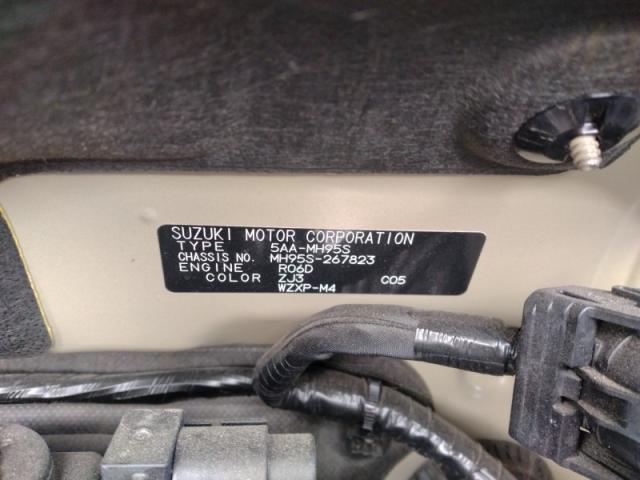 SUZUKI MOTOR CORPORATION
TYPE 5AA-MH95S
CHASSIS NO. MH95S-267823
ENGINE R06D
COLOR ZJ3 C05
WZXP-M4